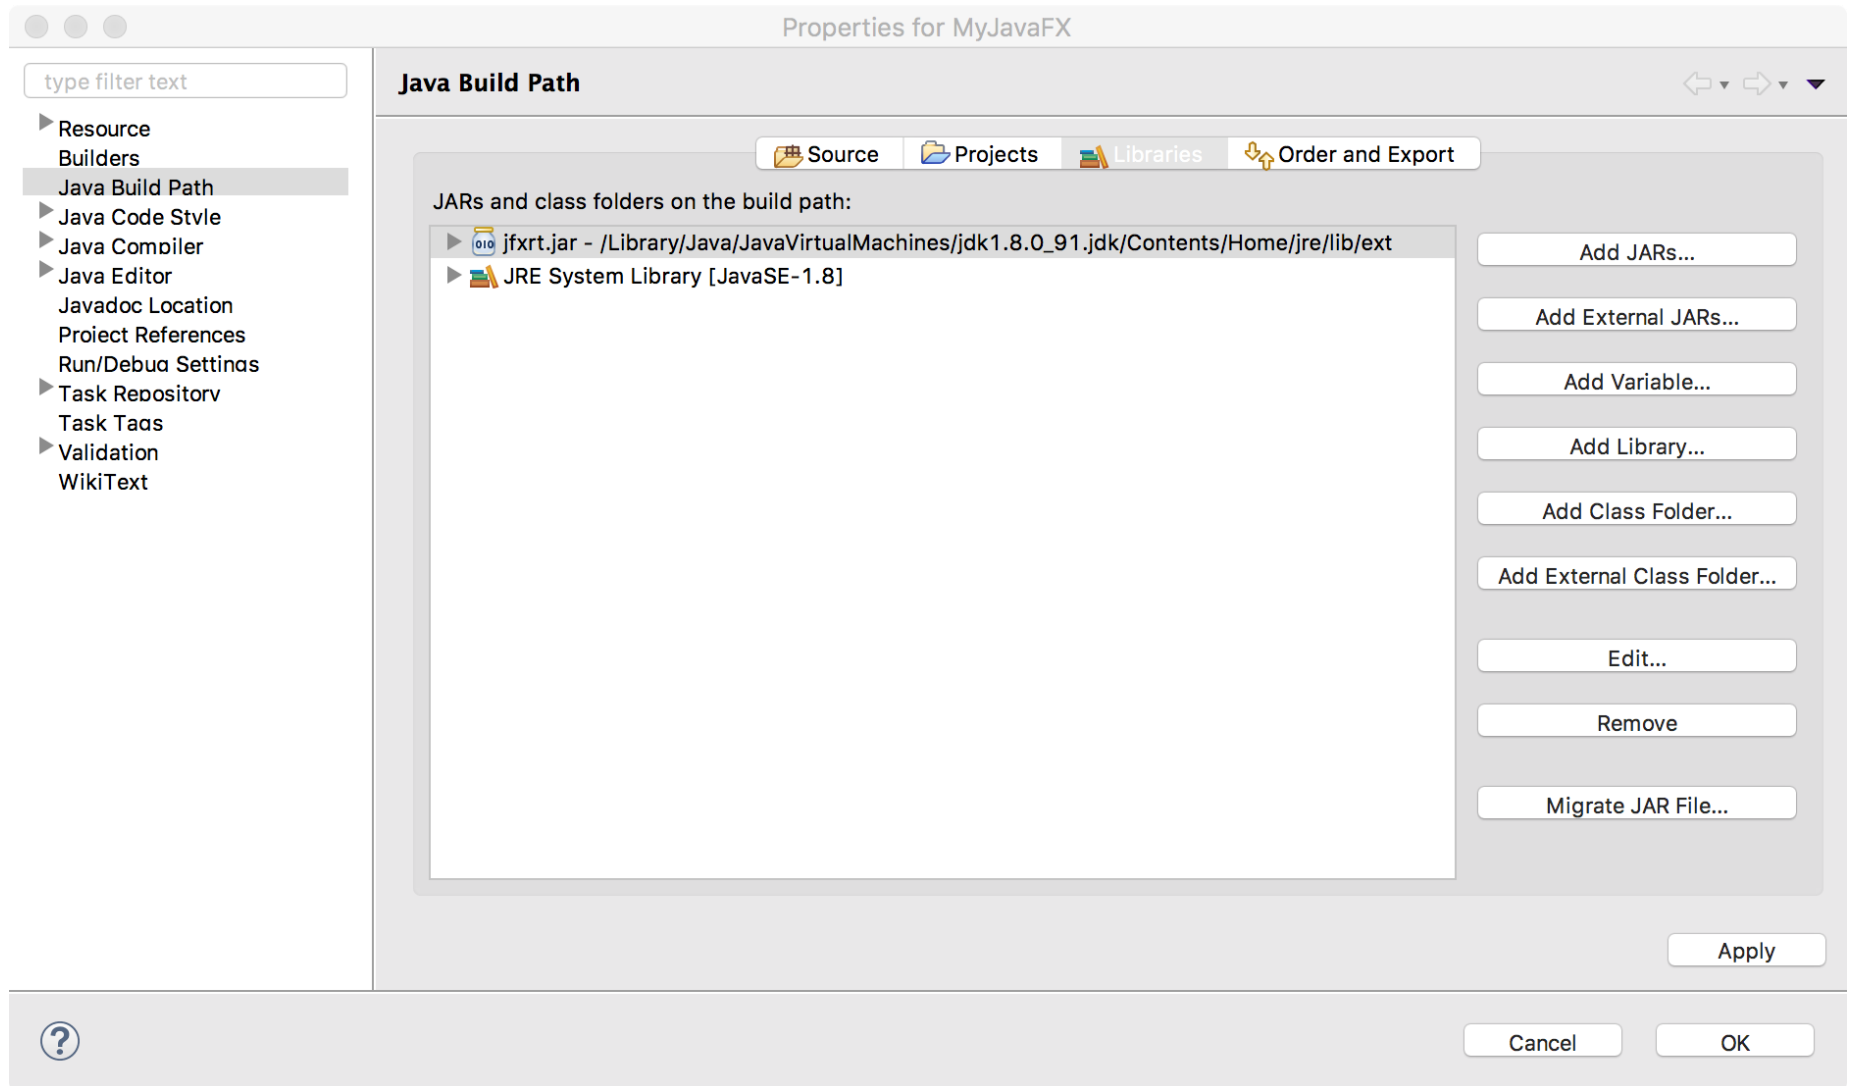 Properties for MyJavaFX
type filter text
Resource
Builders
Java Build Path
Java Code Style
Java Compiler
Java Editor
Javadoc Location
Project References
Run/Debug Settings
Task Repository
Task Tags
Validation
WikiText
Java Build Path
Source
Projects
Libraries
Order and Export
JARs and class folders on the build path:
jfxrt.jar - /Library/Java/JavaVirtualMachines/jdk1.8.0_91.jdk/Contents/Home/jre/lib/ext
JRE System Library [JavaSE-1.8]
Add JARs...
Add External JARs...
Add Variable...
Add Library...
Add Class Folder...
Add External Class Folder...
Edit...
Remove
Migrate JAR File...
Apply
?
Cancel
OK